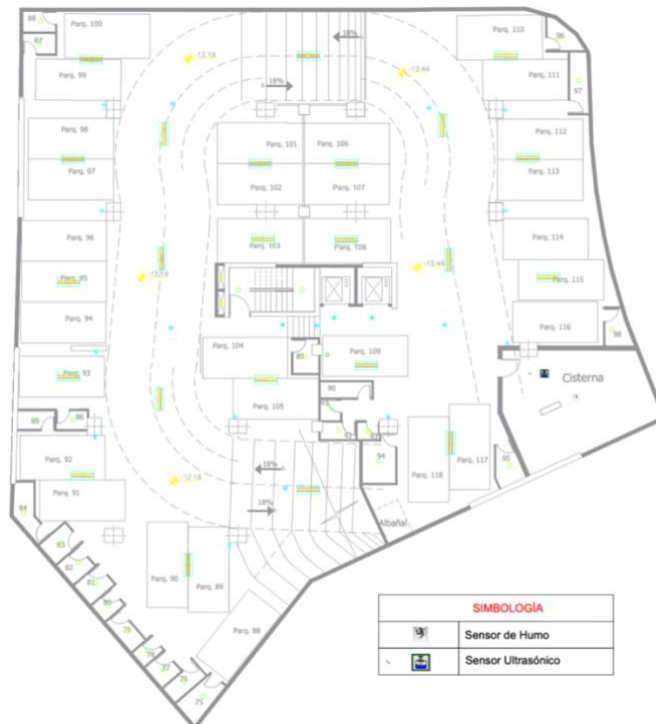 88
Parq. 100
Parq. 110
96
87
18%
-12.18
-13.44
Parq. 99
18%
Parq. 111
97
Parq. 98
Parq. 101
Parq. 106
Parq. 112
Parq. 97
Parq. 102
Parq. 107
Parq. 113
Parq. 96
Parq. 103
Parq. 108
Parq. 114
Parq. 95
-13.44
Parq. 115
Parq. 94
Parq. 116
98
Parq. 104
85
Parq. 109
Parq. 93
Cisterna
90
Parq. 105
89
86
92
94
95
Parq. 92
18%
Parq. 117
Parq. 118
-12.18
Parq. 91
84
18%
Albañal
83
82
81
Parq. 90
Parq. 89
80
79
Parq. 88
78
77
76
75
SIMBOLOGÍA
Sensor de Humo
Sensor Ultrasónico